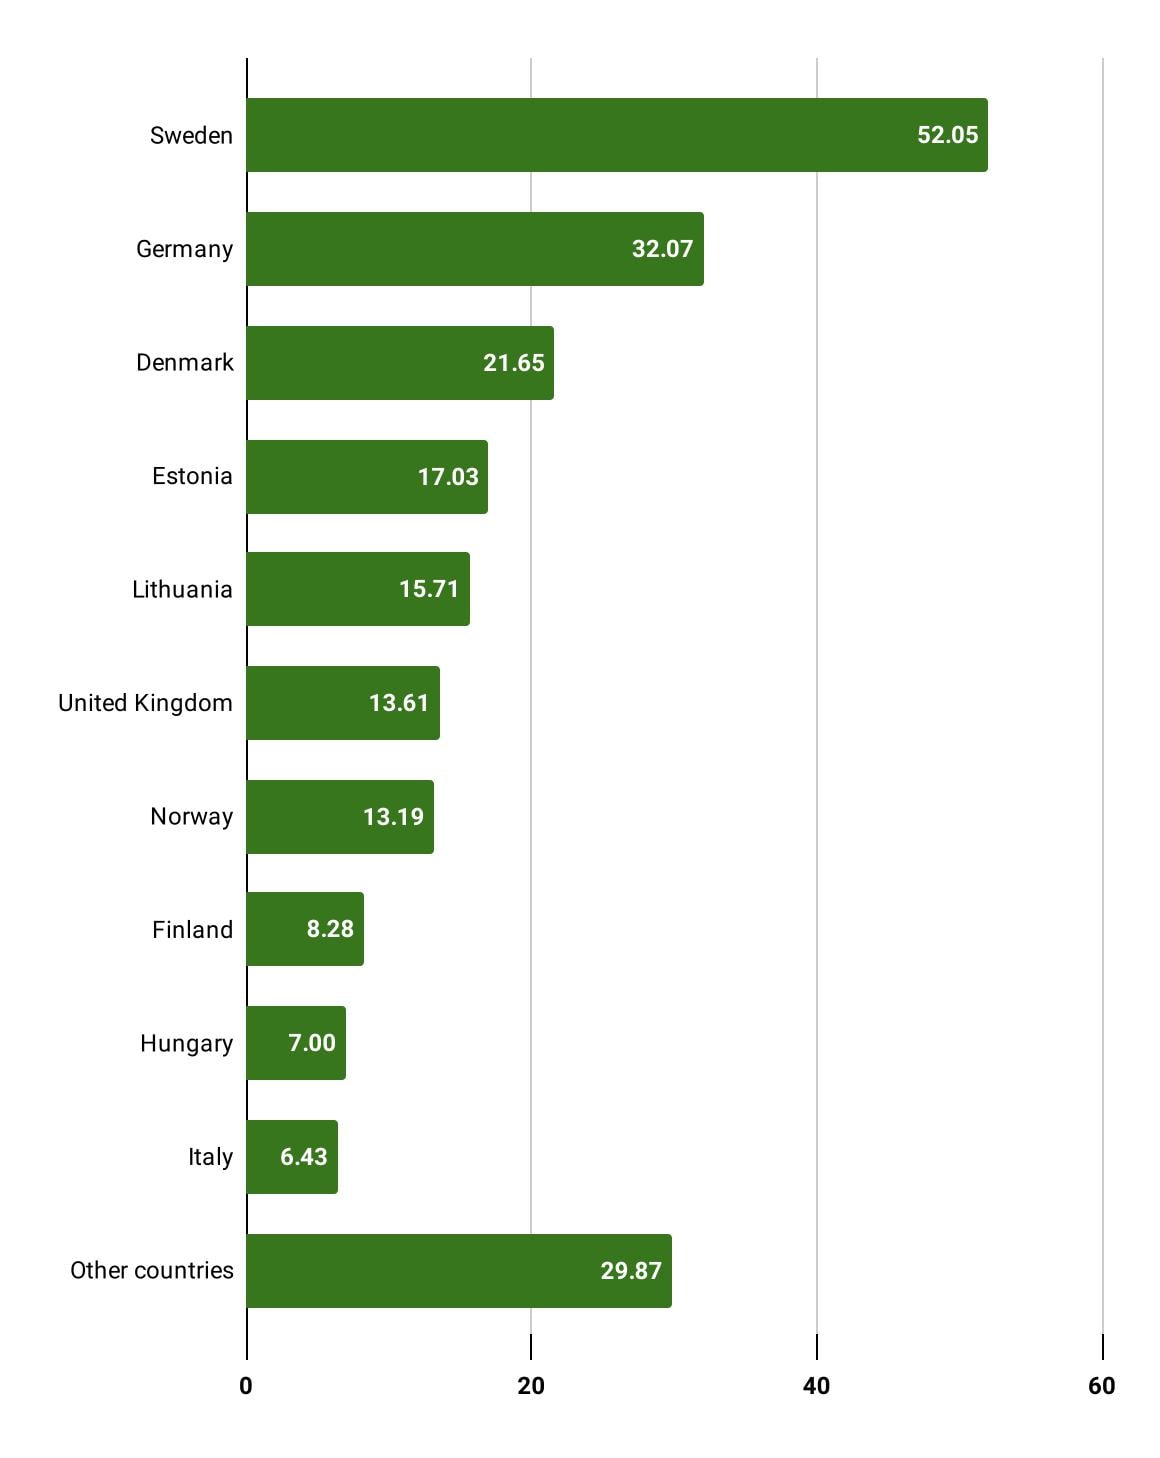 Sweden 52.05
Germany 32.07
Denmark 21.65
Estonia 17.03
Lithuania 15.71
United Kingdom 13.61
Norway 13.19
Finland 8.28
Hungary 7.00
Italy 6.43
Other countries 29.87
0 20 40 60